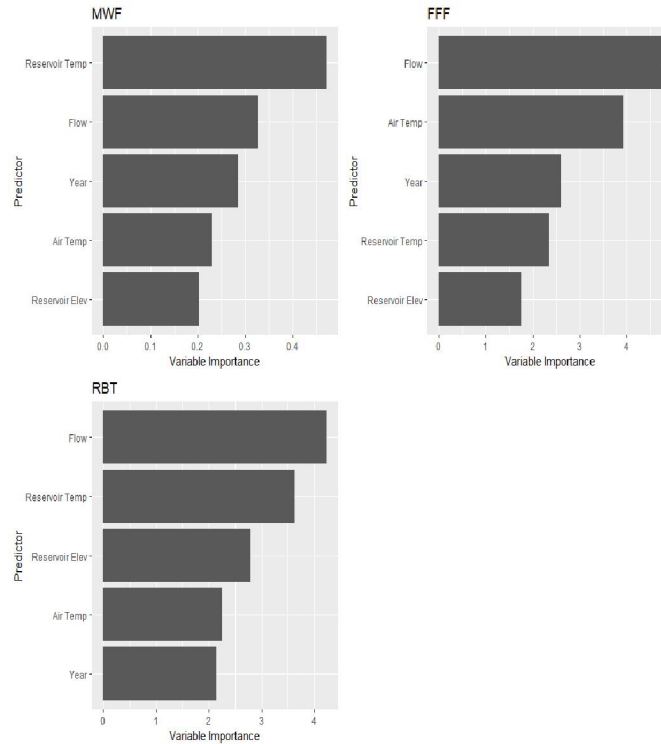 MWF
Predictor
Reservoir Temp
Flow
Year
Air Temp
Reservoir Elev
0.0 0.1 0.2 0.3 0.4
Variable Importance
FFF
Predictor
Flow
Air Temp
Year
Reservoir Temp
Reservoir Elev
0 1 2 3 4
Variable Importance
RBT
Predictor
Flow
Reservoir Temp
Reservoir Elev
Air Temp
Year
0 1 2 3 4
Variable Importance